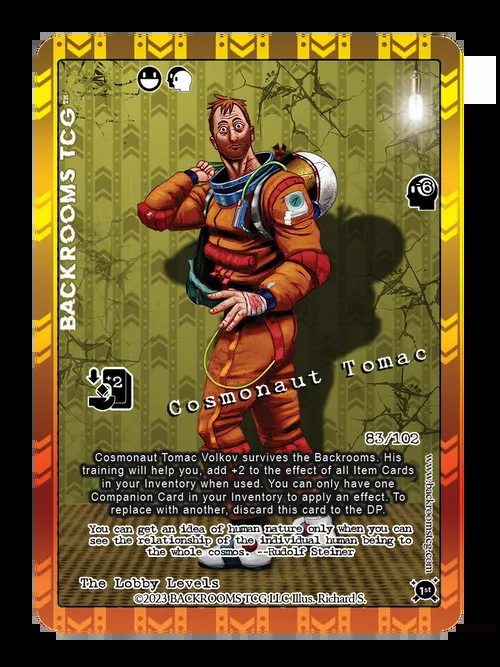 BACKROOMS TCG™
6
+2
Cosmonaut Tomac
83/102
Cosmonaut Tomac Volkov survives the Backrooms. His
training will help you, add +2 to the effect of all Item Cards
in your Inventory when used. You can only have one
Companion Card in your Inventory to apply an effect. To
replace with another, discard this card to the DP.
You can get an idea of human nature only when you can
see the relationship of the individual human being to
the whole cosmos. --Rudolf Steiner
www.backroomstcg.com
The Lobby Levels
1st
©2023 BACKROOMS TCG LLC Illus. Richard S.